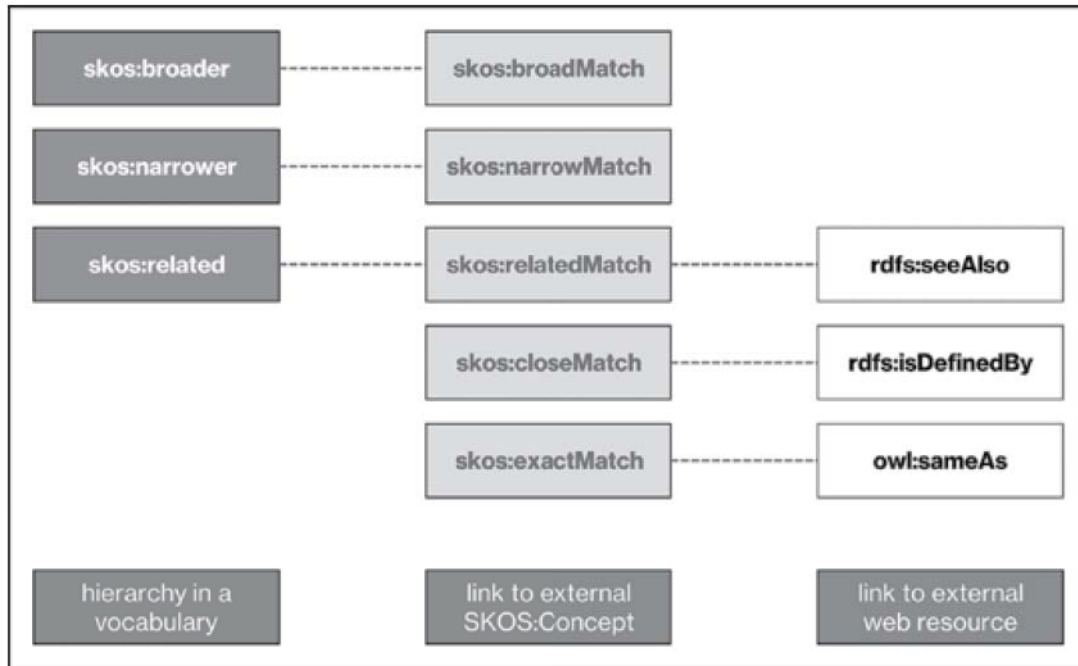 skos:broader
skos:broadMatch
skos:narrower
skos:narrowMatch
skos:related
skos:relatedMatch
rdfs:seeAlso
skos:closeMatch
rdfs:isDefinedBy
skos:exactMatch
owl:sameAs
hierarchy in a
vocabulary
link to external
SKOS:Concept
link to external
web resource